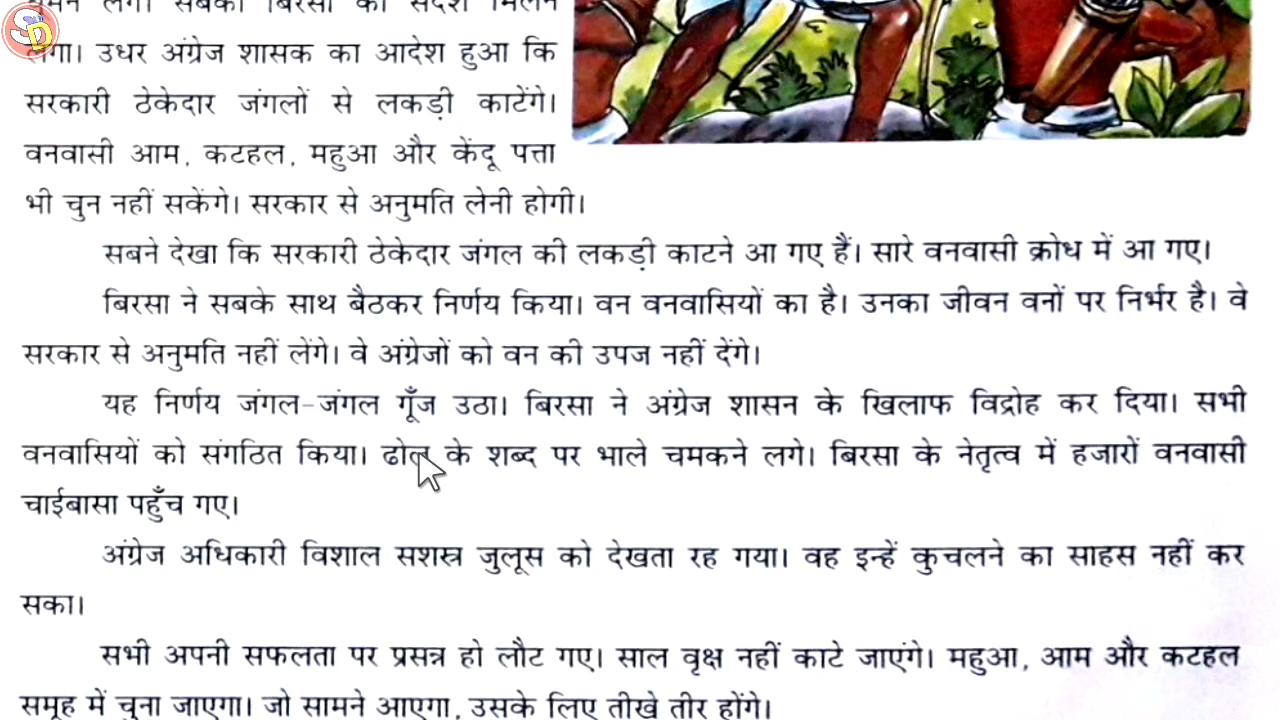 लगे। सबको बिरसा का संदेश मिलने
लगा। उधर अंग्रेज शासक का आदेश हुआ कि
सरकारी ठेकेदार जंगलों से लकड़ी काटेंगे।
वनवासी आम, कटहल, महुआ और केंदू पत्ता
भी चुन नहीं सकेंगे। सरकार से अनुमति लेनी होगी।
सबने देखा कि सरकारी ठेकेदार जंगल की लकड़ी काटने आ गए हैं। सारे वनवासी क्रोध में आ गए।
बिरसा ने सबके साथ बैठकर निर्णय किया। वन वनवासियों का है। उनका जीवन वनों पर निर्भर है। वे
सरकार से अनुमति नहीं लेंगे। वे अंग्रेजों को वन की उपज नहीं देंगे।
यह निर्णय जंगल-जंगल गूँज उठा। बिरसा ने अंग्रेज शासन के खिलाफ विद्रोह कर दिया। सभी
वनवासियों को संगठित किया। ढोल के शब्द पर भाले चमकने लगे। बिरसा के नेतृत्व में हजारों वनवासी
चाईबासा पहुँच गए।
अंग्रेज अधिकारी विशाल सशस्त्र जुलूस को देखता रह गया। वह इन्हें कुचलने का साहस नहीं कर
सका।
सभी अपनी सफलता पर प्रसन्न हो लौट गए। साल वृक्ष नहीं काटे जाएंगे। महुआ, आम और कटहल
समूह में चुना जाएगा। जो सामने आएगा, उसके लिए तीखे तीर होंगे।